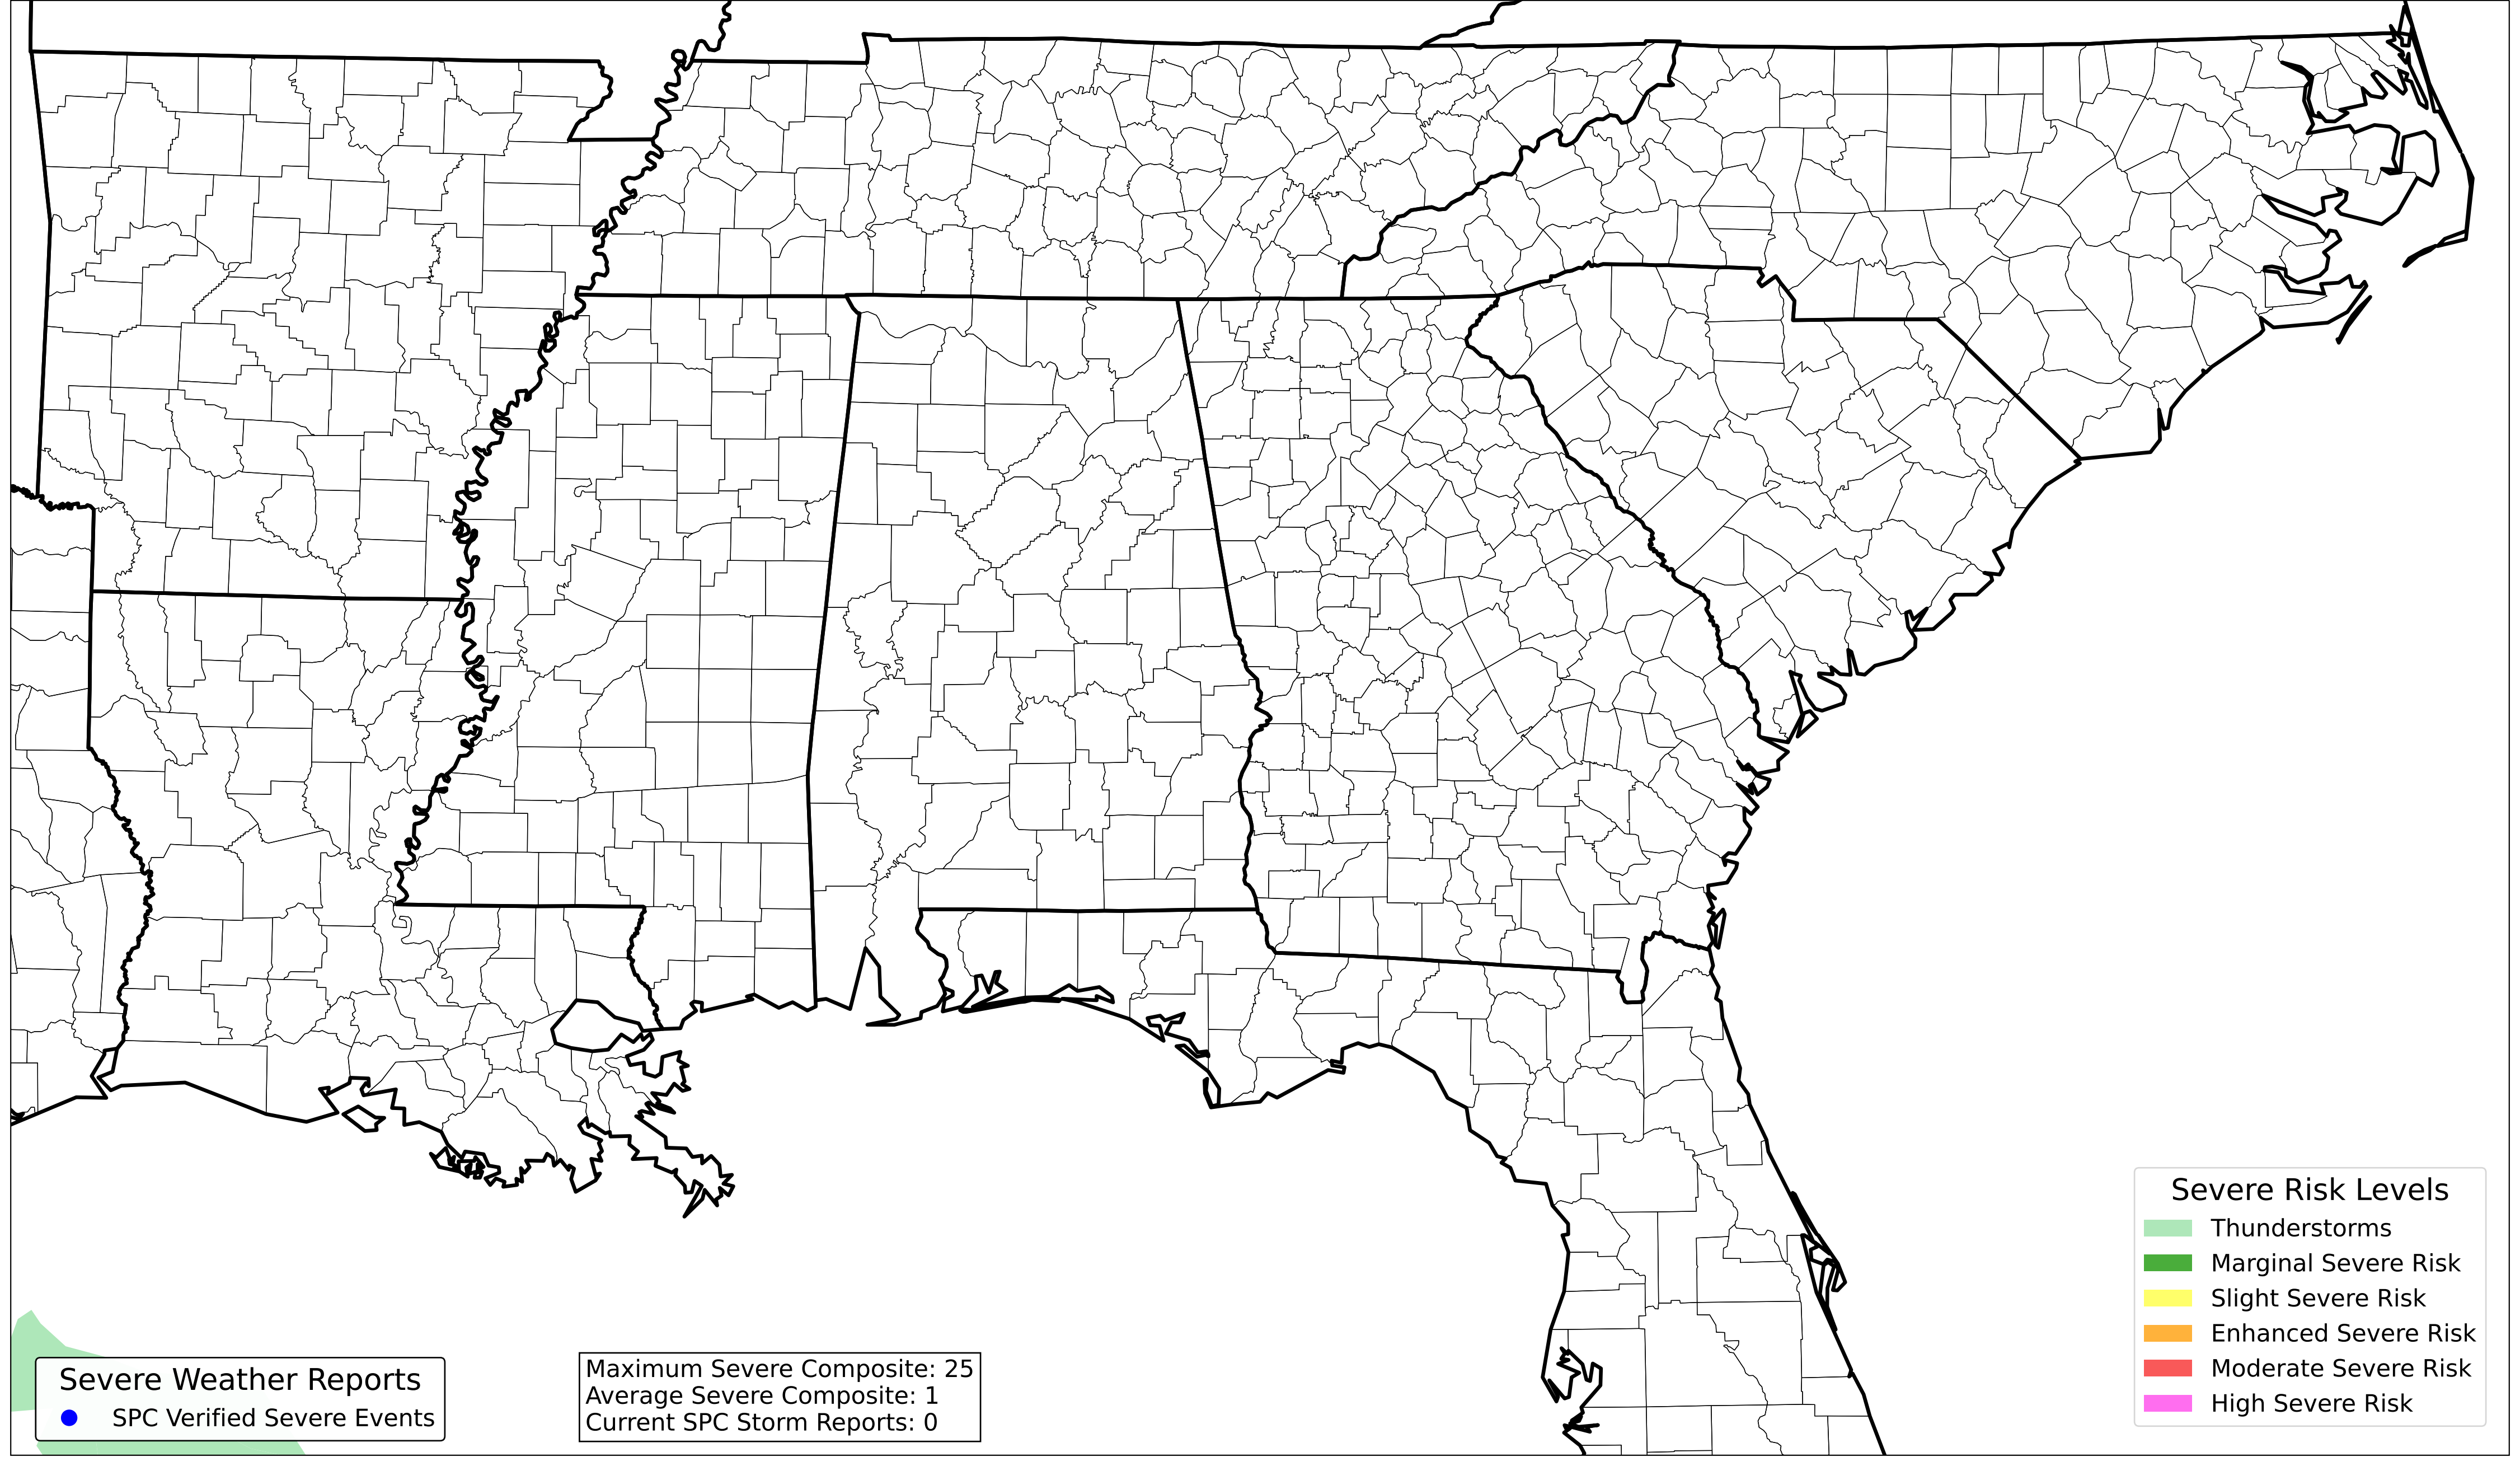 Severe Weather Reports
SPC Verified Severe Events
Maximum Severe Composite: 25
Average Severe Composite: 1
Current SPC Storm Reports: 0
Severe Risk Levels
Thunderstorms
Marginal Severe Risk
Slight Severe Risk
Enhanced Severe Risk
Moderate Severe Risk
High Severe Risk